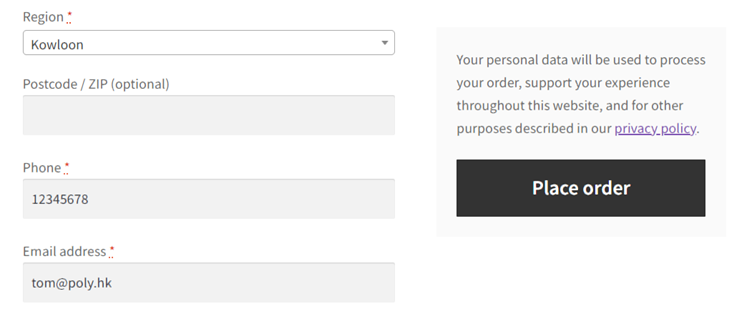 Region *
Kowloon
Postcode / ZIP (optional)
Phone *
12345678
Email address *
tom@poly.hk
Your personal data will be used to process
your order, support your experience
throughout this website, and for other
purposes described in our privacy policy.
Place order